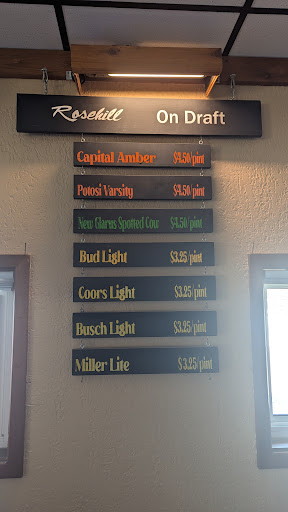 Rosehill On Draft
Capital Amber $4.50/pint
Potosi Varsity $4.50/pint
New Glarus Spotted Cow $4.50/pint
Bud Light $3.25/pint
Coors Light $3.25/pint
Busch Light $3.25/pint
Miller Lite $3.25/pint